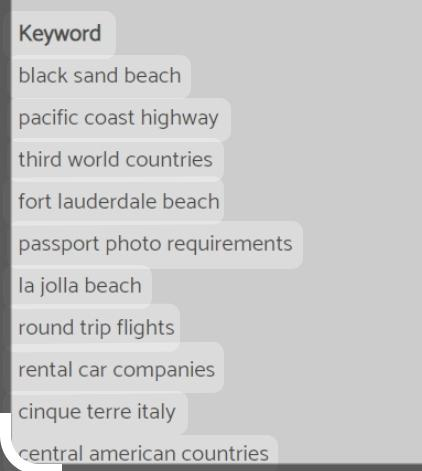 Keyword
black sand beach
pacific coast highway
third world countries
fort lauderdale beach
passport photo requirements
la jolla beach
round trip flights
rental car companies
cinque terre italy
central american countries